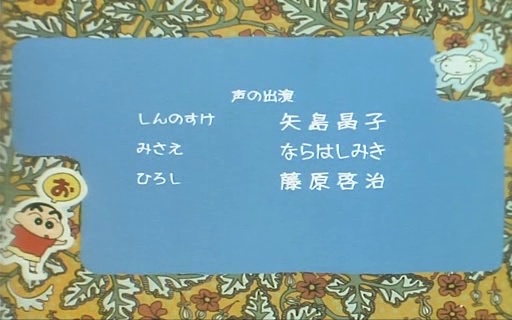 声の出演
しんのすけ 矢島晶子
みさえ ならはしみき
ひろし 藤原啓治
お